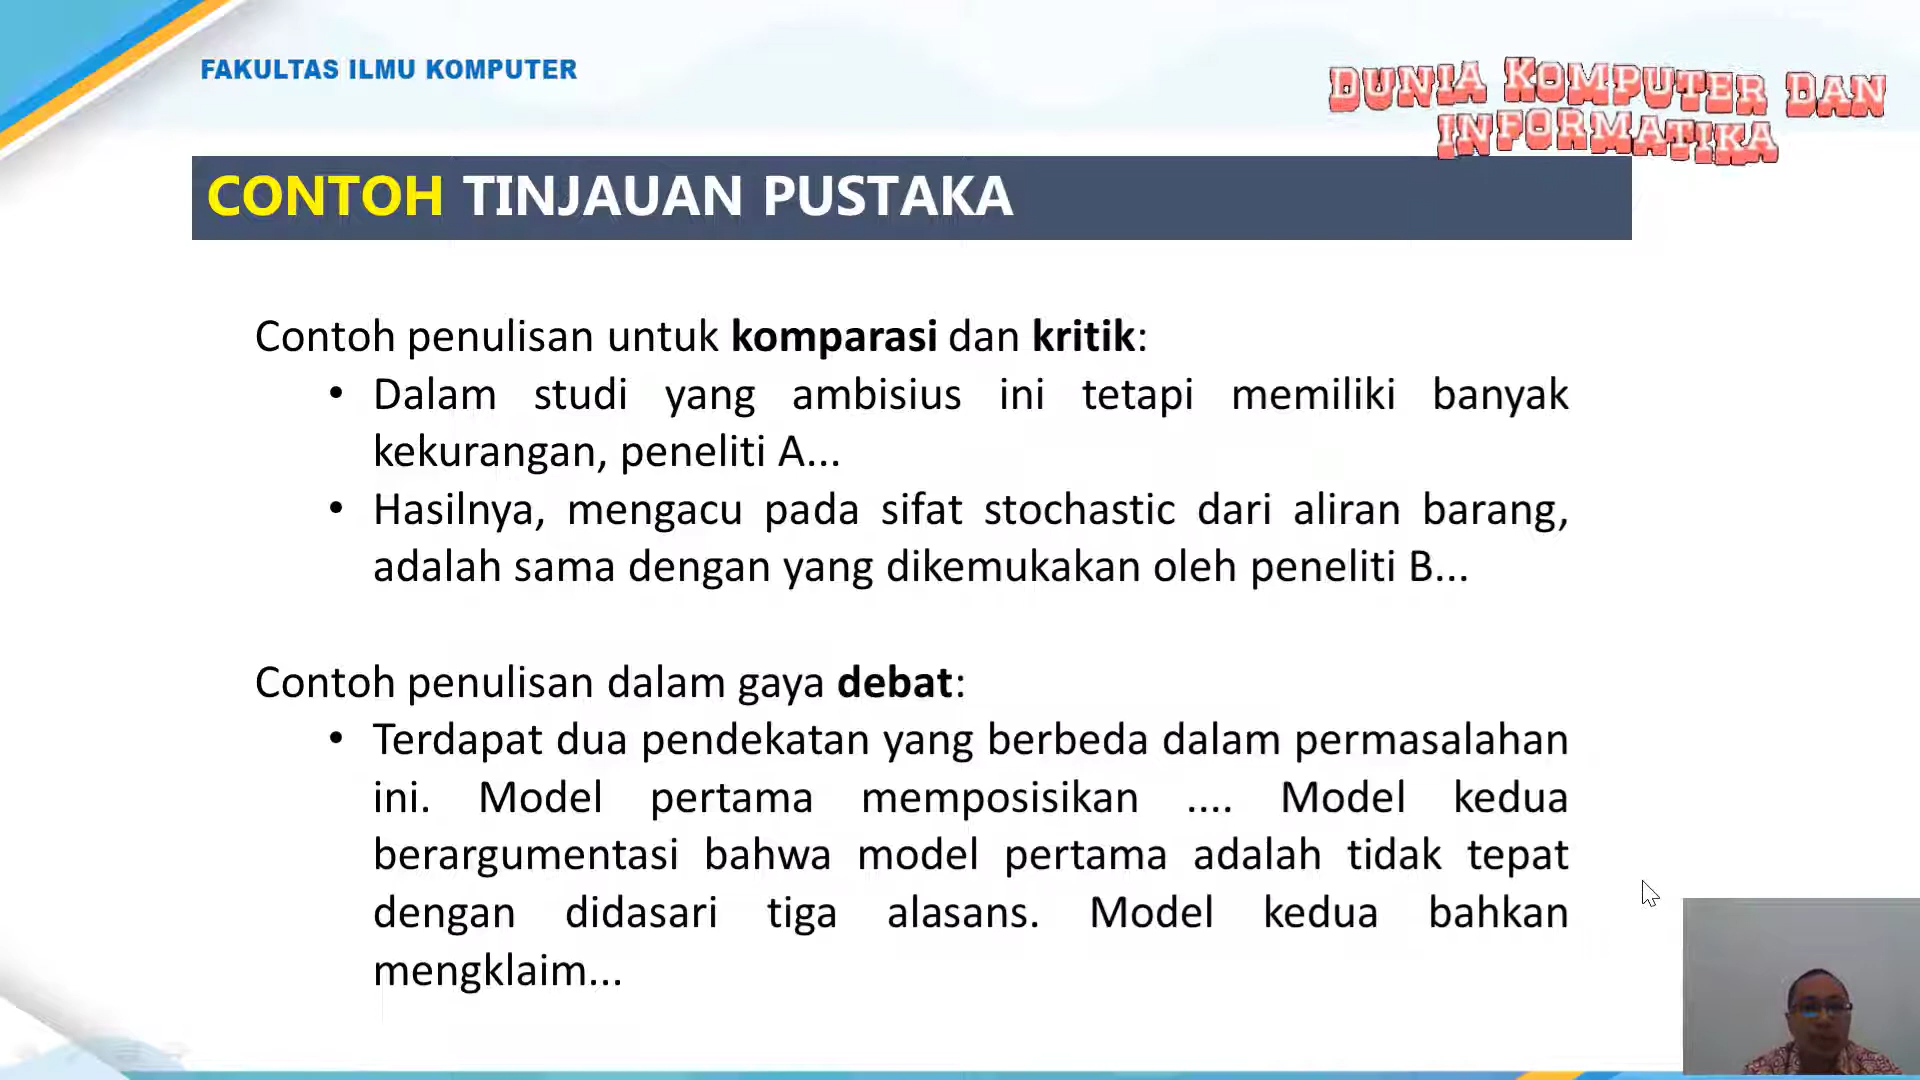 FAKULTAS ILMU KOMPUTER
DUNIA KOMPUTER DAN
INFORMATIKA
CONTOH TINJAUAN PUSTAKA
Contoh penulisan untuk komparasi dan kritik:
• Dalam studi yang ambisius ini tetapi memiliki banyak
kekurangan, peneliti A...
• Hasilnya, mengacu pada sifat stochastic dari aliran barang,
adalah sama dengan yang dikemukakan oleh peneliti B...
Contoh penulisan dalam gaya debat:
• Terdapat dua pendekatan yang berbeda dalam permasalahan
ini. Model pertama memposisikan .... Model kedua
berargumentasi bahwa model pertama adalah tidak tepat
dengan didasari tiga alasans. Model kedua bahkan
mengklaim...